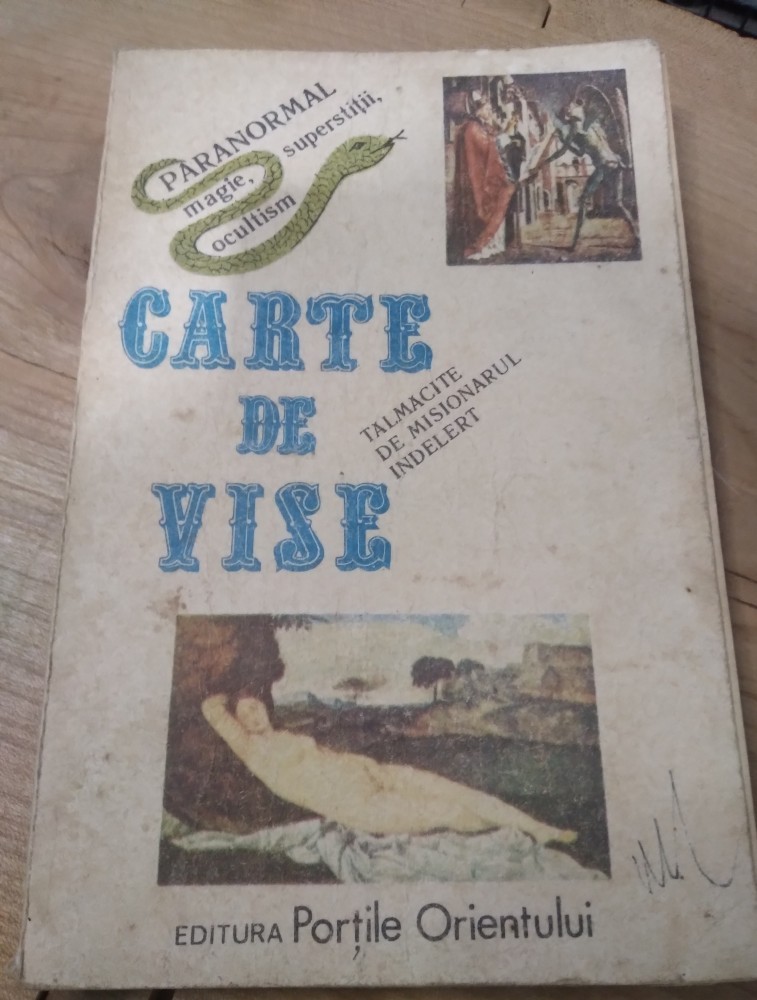 PARANORMAL
magie, superstiții,
ocultism
CARTE
DE
VISE
TALMACITE
DE MISIONARUL
INDELERT
EDITURA Porțile Orientului